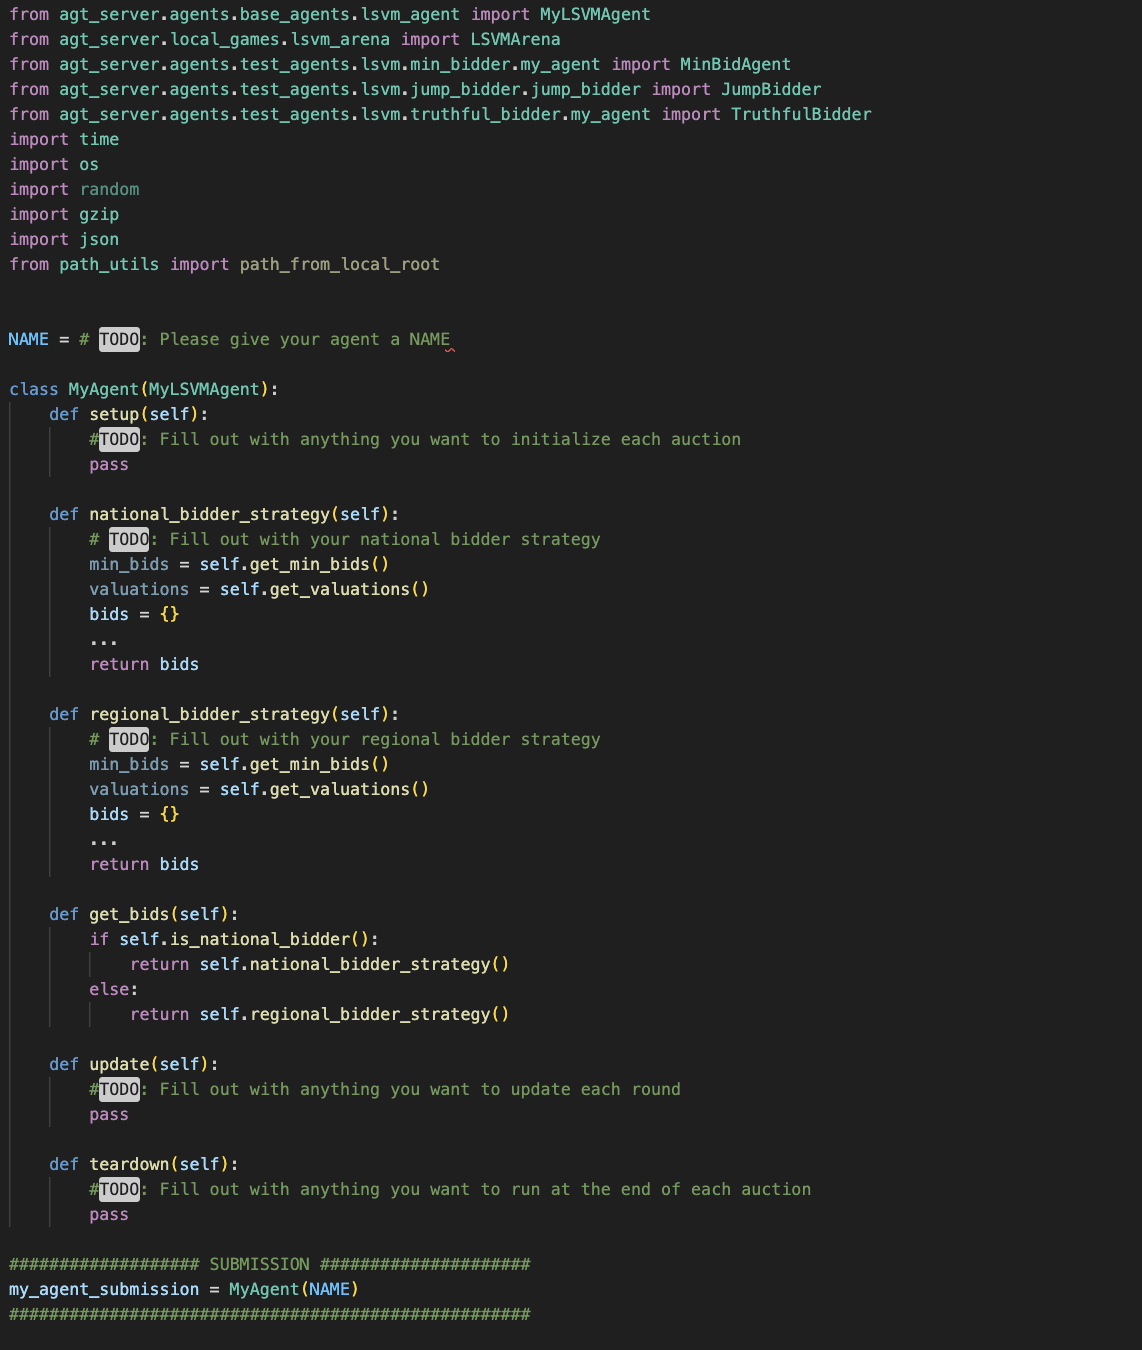 from agt_server.agents.base_agents.lsvm_agent import MyLSVMAgent
from agt_server.local_games.lsvm_arena import LSVMArena
from agt_server.agents.test_agents.lsvm.min_bidder.my_agent import MinBidAgent
from agt_server.agents.test_agents.lsvm.jump_bidder.jump_bidder import JumpBidder
from agt_server.agents.test_agents.lsvm.truthful_bidder.my_agent import TruthfulBidder
import time
import os
import random
import gzip
import json
from path_utils import path_from_local_root
NAME = # TODO: Please give your agent a NAME
class MyAgent(MyLSVMAgent):
    def setup(self):
        #TODO: Fill out with anything you want to initialize each auction
        pass
    def national_bidder_strategy(self):
        # TODO: Fill out with your national bidder strategy
        min_bids = self.get_min_bids()
        valuations = self.get_valuations()
        bids = {}
        ...
        return bids
    def regional_bidder_strategy(self):
        # TODO: Fill out with your regional bidder strategy
        min_bids = self.get_min_bids()
        valuations = self.get_valuations()
        bids = {}
        ...
        return bids
    def get_bids(self):
        if self.is_national_bidder():
            return self.national_bidder_strategy()
        else:
            return self.regional_bidder_strategy()
    def update(self):
        #TODO: Fill out with anything you want to update each round
        pass
    def teardown(self):
        #TODO: Fill out with anything you want to run at the end of each auction
        pass
################### SUBMISSION #####################
my_agent_submission = MyAgent(NAME)
####################################################